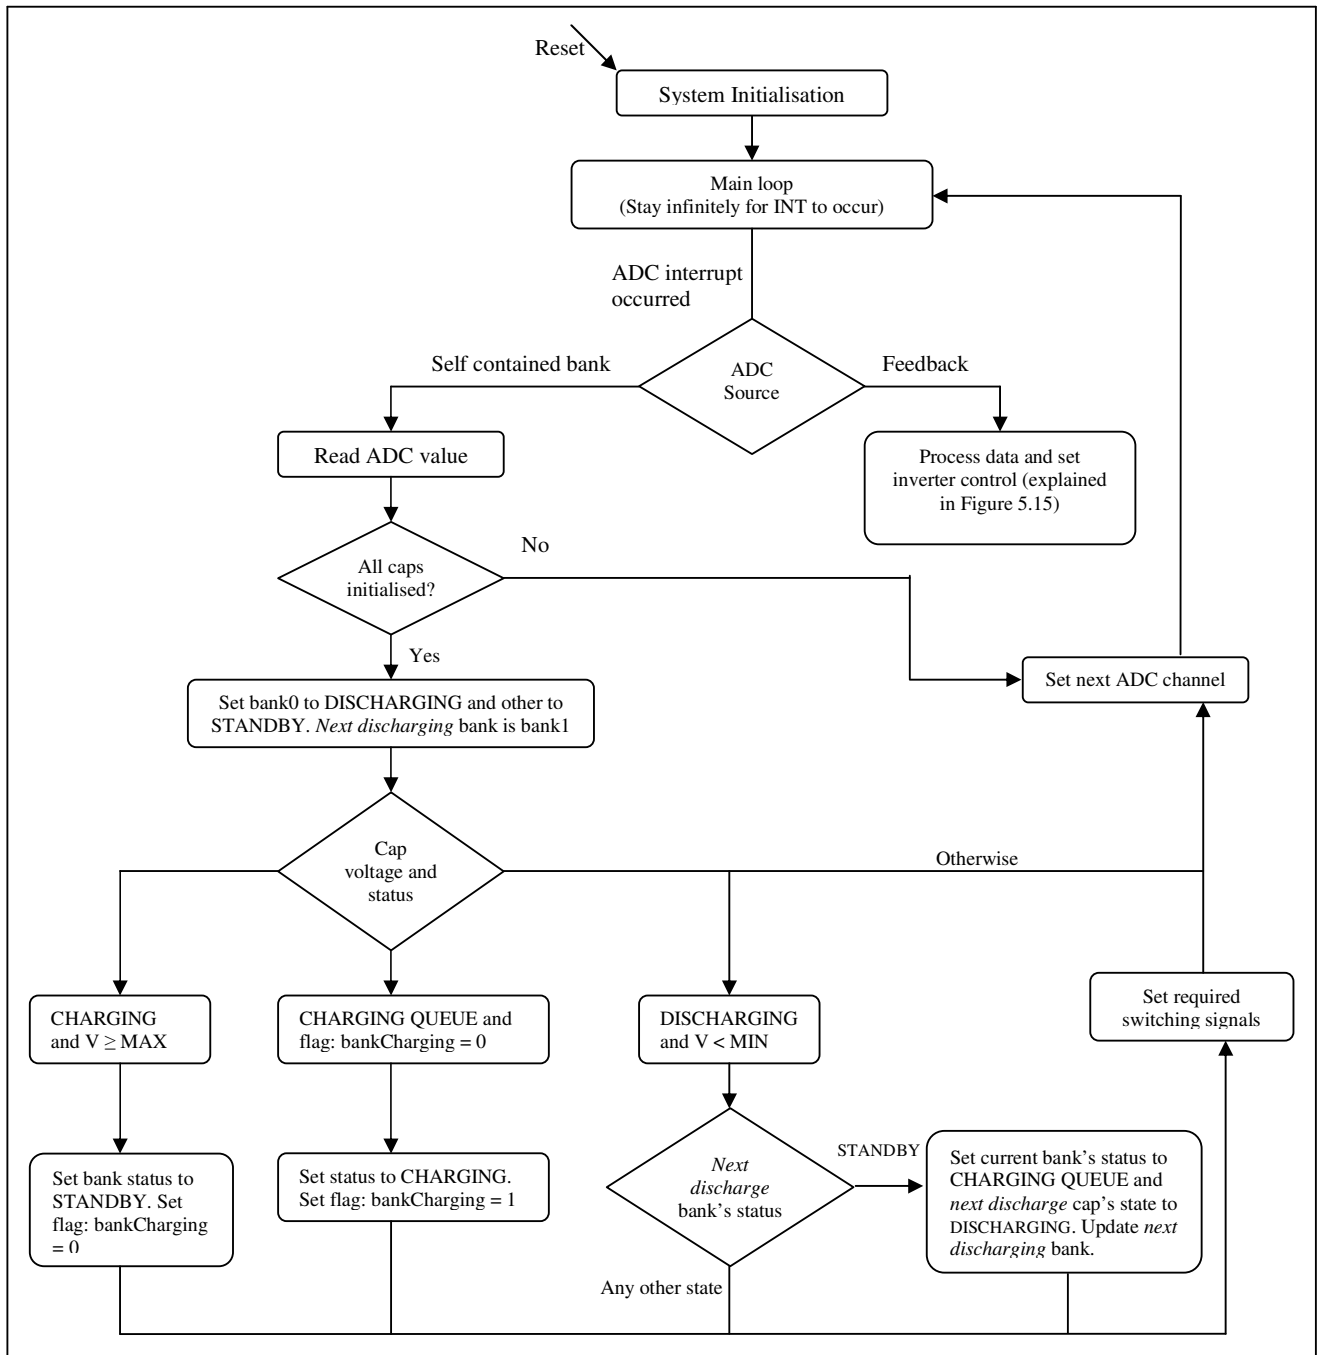 Reset
System Initialisation
Main loop
(Stay infinitely for INT to occur)
ADC interrupt
occurred
Self contained bank
ADC
Source
Feedback
Read ADC value
Process data and set
inverter control (explained
in Figure 5.15)
No
All caps
initialised?
Yes
Set next ADC channel
Set bank0 to DISCHARGING and other to
STANDBY. Next discharging bank is bank1
Cap
voltage and
status
Otherwise
CHARGING
and V ≥ MAX
CHARGING QUEUE and
flag: bankCharging = 0
DISCHARGING
and V < MIN
Set required
switching signals
Set bank status to
STANDBY. Set
flag: bankCharging
= 0
Set status to CHARGING.
Set flag: bankCharging = 1
Next
discharge
bank's status
STANDBY
Set current bank's status to
CHARGING QUEUE and
next discharge cap's state to
DISCHARGING. Update next
discharging bank.
Any other state